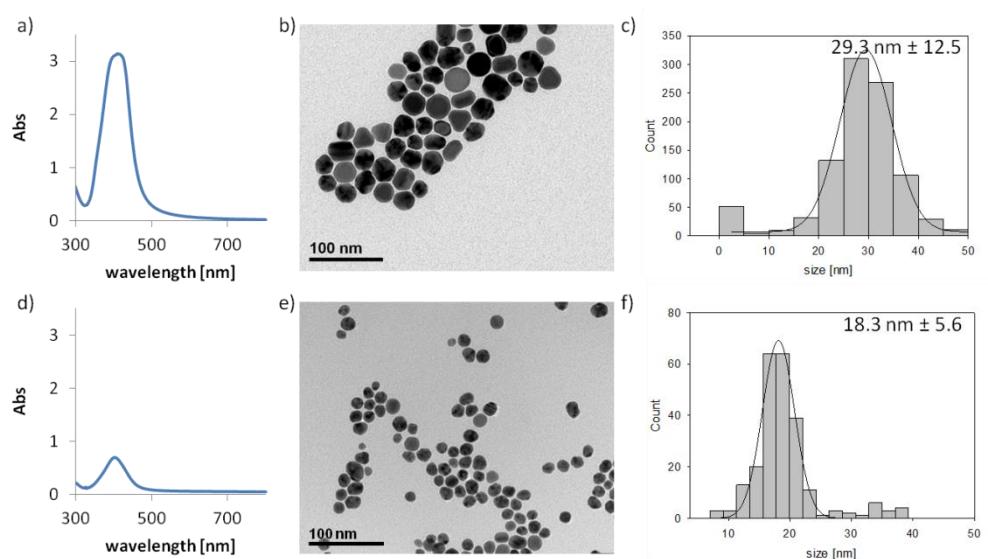 a)
3
2
1
0
Abs
300
500
700
wavelength [nm]
b)
100 nm
c)
29.3 nm ± 12.5
350
300
250
200
150
100
50
0
Count
0
10
20
30
40
50
size [nm]
d)
3
2
1
0
Abs
300
500
700
wavelength [nm]
e)
100 nm
f)
18.3 nm ± 5.6
80
60
40
20
0
Count
10
20
30
40
50
size [nm]